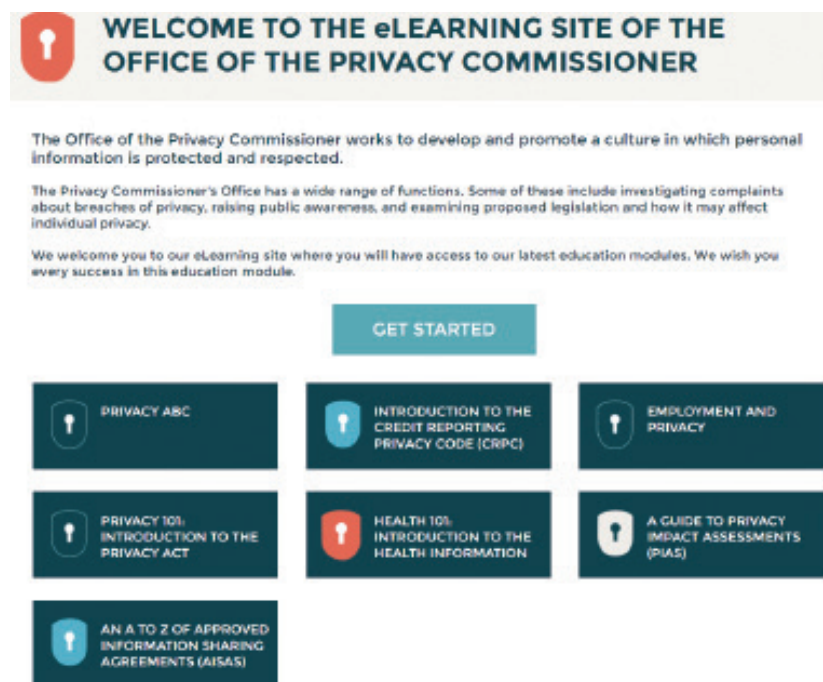 WELCOME TO THE eLEARNING SITE OF THE
OFFICE OF THE PRIVACY COMMISSIONER
The Office of the Privacy Commissioner works to develop and promote a culture in which personal
information is protected and respected.
The Privacy Commissioner's Office has a wide range of functions. Some of these include investigating complaints
about breaches of privacy, raising public awareness, and examining proposed legislation and how it may affect
individual privacy.
We welcome you to our eLearning site where you will have access to our latest education modules. We wish you
every success in this education module.
GET STARTED
PRIVACY ABC
INTRODUCTION TO THE
CREDIT REPORTING
PRIVACY CODE (CRPC)
EMPLOYMENT AND
PRIVACY
PRIVACY 101:
INTRODUCTION TO THE
PRIVACY ACT
HEALTH 101:
INTRODUCTION TO THE
HEALTH INFORMATION
A GUIDE TO PRIVACY
IMPACT ASSESSMENTS
(PIAS)
AN A TO Z OF APPROVED
INFORMATION SHARING
AGREEMENTS (AISAS)